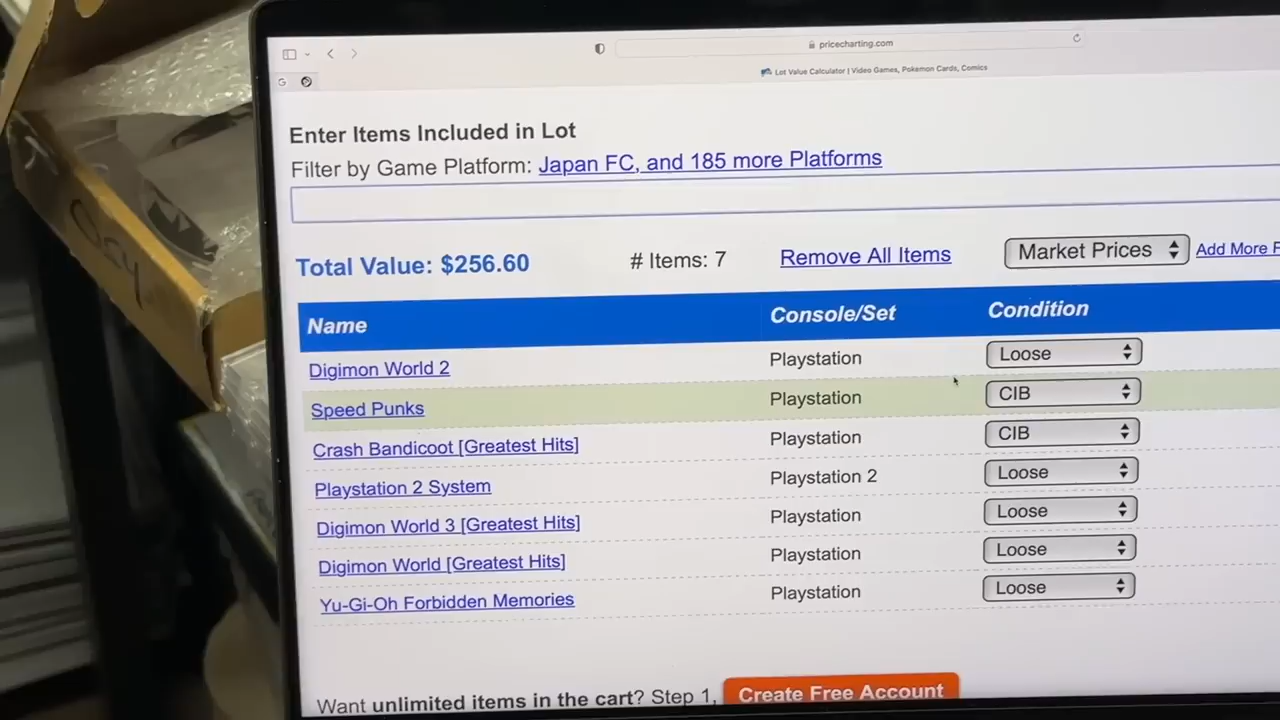 pricecharting.com
G
Lot Value Calculator | Video Games, Pokemon Cards, Comics
Enter Items Included in Lot
Filter by Game Platform: Japan FC, and 185 more Platforms
Total Value: $256.60 # Items: 7 Remove All Items Market Prices Add More
Name Console/Set Condition
Digimon World 2 Playstation Loose
Speed Punks Playstation CIB
Crash Bandicoot [Greatest Hits] Playstation CIB
Playstation 2 System Playstation 2 Loose
Digimon World 3 [Greatest Hits] Playstation Loose
Digimon World [Greatest Hits] Playstation Loose
Yu-Gi-Oh Forbidden Memories Playstation Loose
Want unlimited items in the cart? Step 1, Create Free Account